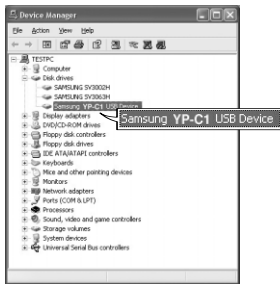 Device Manager
File Action View Help
TESTPC
Computer
Disk drives
SAMSUNG SV3002H
SAMSUNG SV3063H
Samsung YP-C1 USB Device
Samsung YP-C1 USB Device
Display adapters
DVD/CD-ROM drives
Floppy disk controllers
Floppy disk drives
IDE ATA/ATAPI controllers
Keyboards
Mice and other pointing devices
Monitors
Network adapters
Ports (COM & LPT)
Processors
Sound, video and game controllers
Storage volumes
System devices
Universal Serial Bus controllers